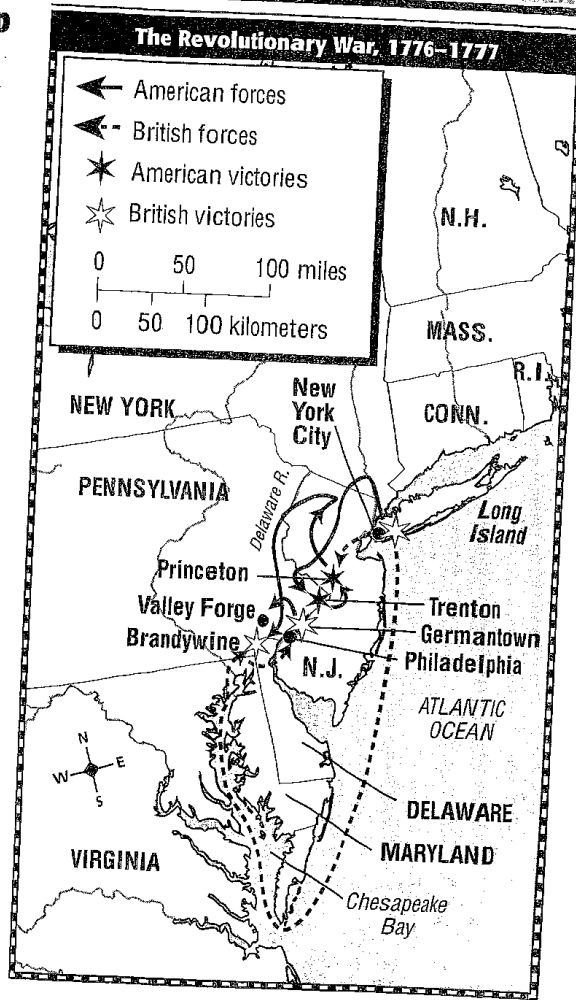 The Revolutionary War, 1776–1777
American forces
British forces
American victories
British victories
0 50 100 miles
0 50 100 kilometers
N.H.
MASS.
R.I.
CONN.
New
York
City
NEW YORK
PENNSYLVANIA
Delaware R.
Long
Island
Princeton
Trenton
Valley Forge
Germantown
Brandywine
Philadelphia
N.J.
ATLANTIC
OCEAN
N
W E
S
DELAWARE
MARYLAND
VIRGINIA
Chesapeake
Bay